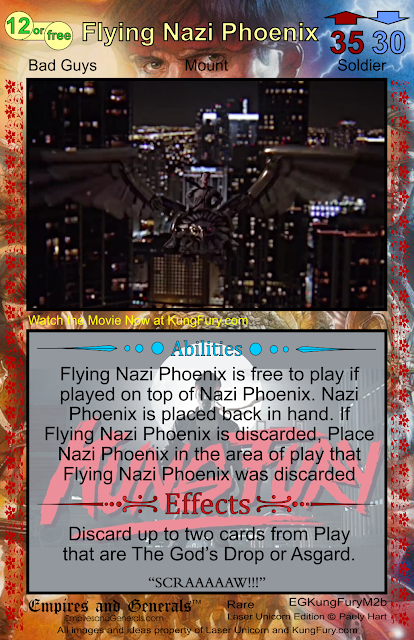 12 or free Flying Nazi Phoenix 35 30
Bad Guys Mount Soldier
Watch the Movie Now at KungFury.com
Abilities
Flying Nazi Phoenix is free to play if
played on top of Nazi Phoenix. Nazi
Phoenix is placed back in hand. If
Flying Nazi Phoenix is discarded, Place
Nazi Phoenix in the area of play that
Flying Nazi Phoenix was discarded
KUNG FURY
Effects
Discard up to two cards from Play
that are The God's Drop or Asgard.
“SCRAAAAAW!!!”
Empires and Generals™ Rare EGKungFuryM2b
EmpiresandGenerals.com Laser Unicorn Edition © Paely Hart
All images and ideas property of Laser Unicorn and KungFury.com